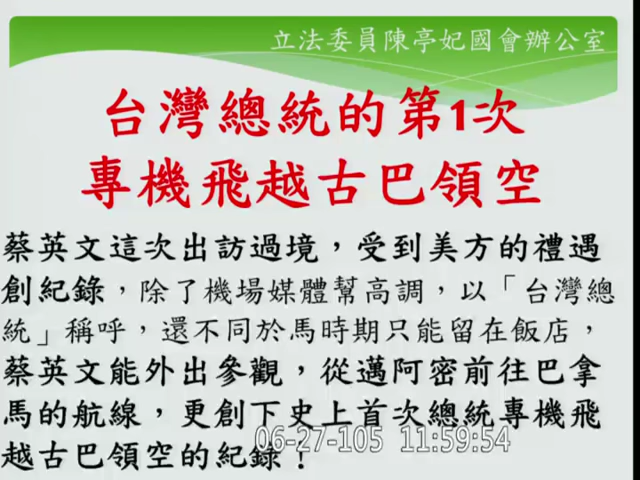 立法委員陳亭妃國會辦公室
台灣總統的第1次
專機飛越古巴領空
蔡英文這次出訪過境，受到美方的禮遇
創紀錄，除了機場媒體幫高調，以「台灣總
統」稱呼，還不同於馬時期只能留在飯店，
蔡英文能外出參觀，從邁阿密前往巴拿
馬的航線，更創下史上首次總統專機飛
越古巴領空的紀錄！
06-27-105 11:59:54